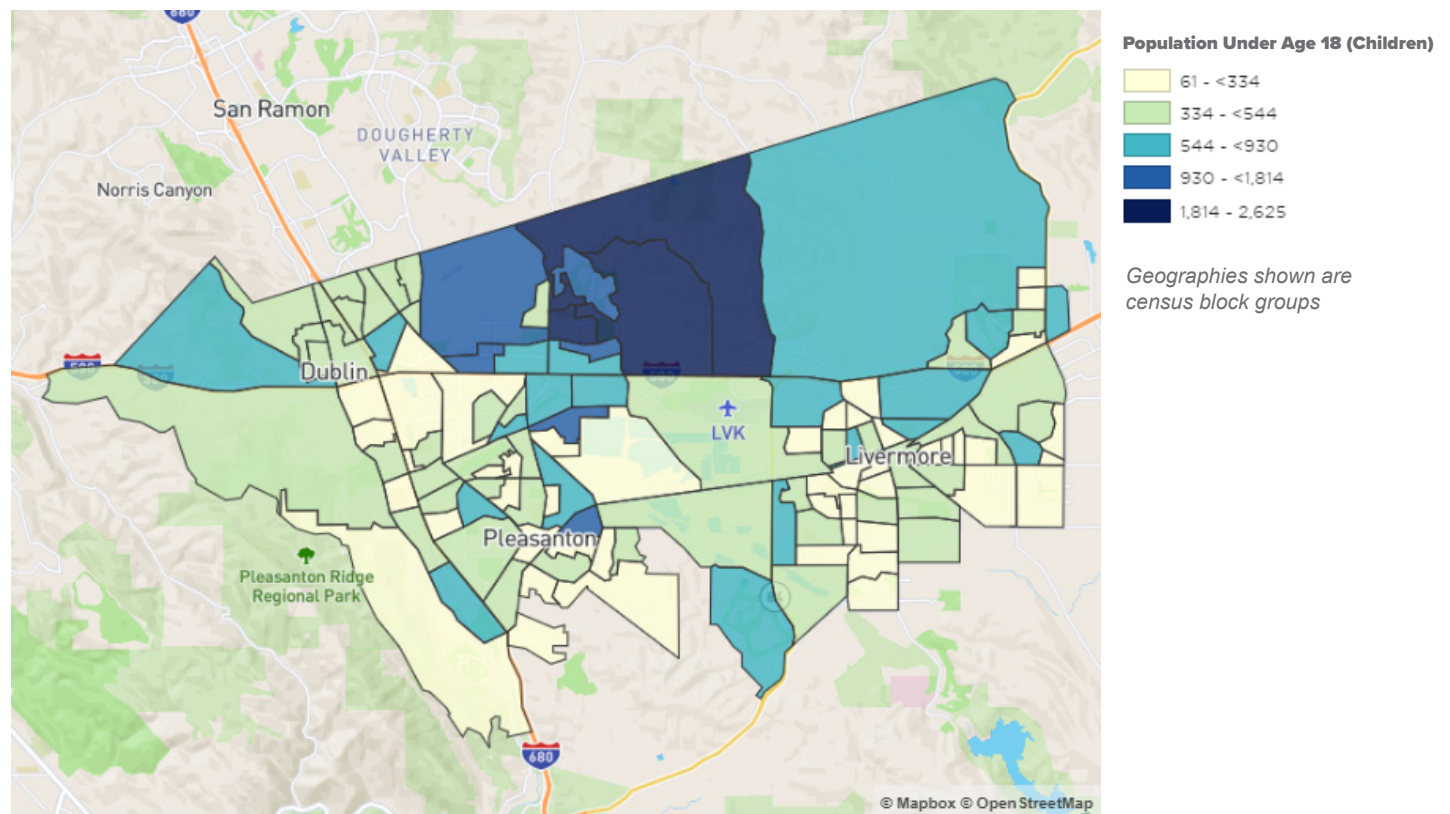 680
San Ramon
DOUGHERTY
VALLEY
Norris Canyon
Dublin
LVK
Livermore
Pleasanton
Pleasanton Ridge
Regional Park
84
680
© Mapbox © OpenStreetMap
Population Under Age 18 (Children)
61 - <334
334 - <544
544 - <930
930 - <1,814
1,814 - 2,625
Geographies shown are
census block groups